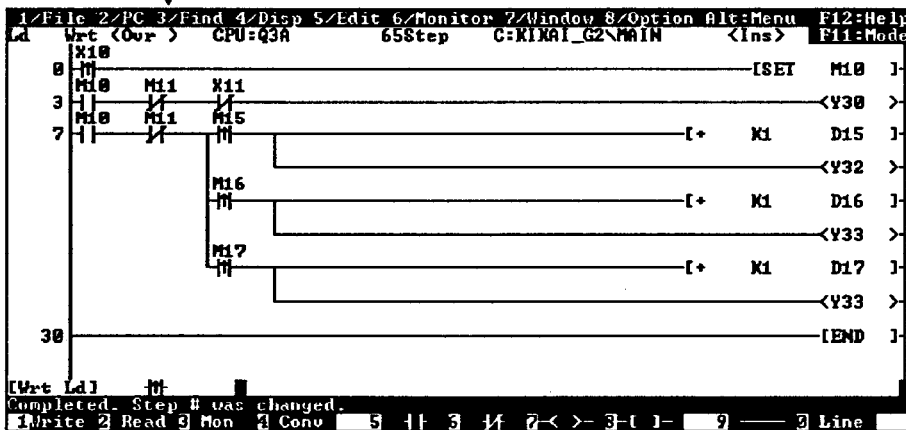 1/File 2/PC 3/Find 4/Disp 5/Edit 6/Monitor 7/Window 8/Option Alt:Menu F12:Help
Ld Wrt <Ovr > CPU:Q3A 65Step C:KIKAI_G2\MAIN <Ins> F11:Mode
X10
0 [SET M10 ]
M10 M11 X11
3 <Y30 >
M10 M11 M15
7 [+ K1 D15 ]
<Y32 >
M16
[+ K1 D16 ]
<Y33 >
M17
[+ K1 D17 ]
<Y33 >
30 [END ]
[Wrt Ld]
Completed. Step # was changed.
1Write 2 Read 3 Mon 4 Conv 5 6 7 < > 8 [ ] 9 0 Line